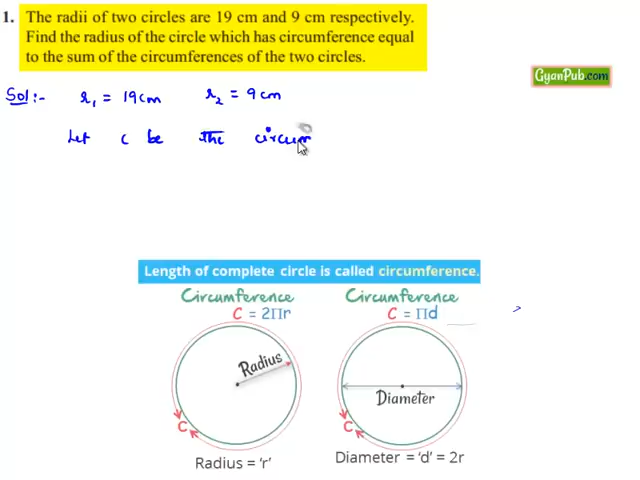 1. The radii of two circles are 19 cm and 9 cm respectively.
Find the radius of the circle which has circumference equal
to the sum of the circumferences of the two circles.
GyanPub.com
Sol:- r₁ = 19cm r₂ = 9cm
Let C be the circum
Length of complete circle is called circumference.
Circumference
C = 2Πr
Circumference
C = Πd
Radius
C
Diameter
C
Radius = ‘r’
Diameter = ‘d’ = 2r